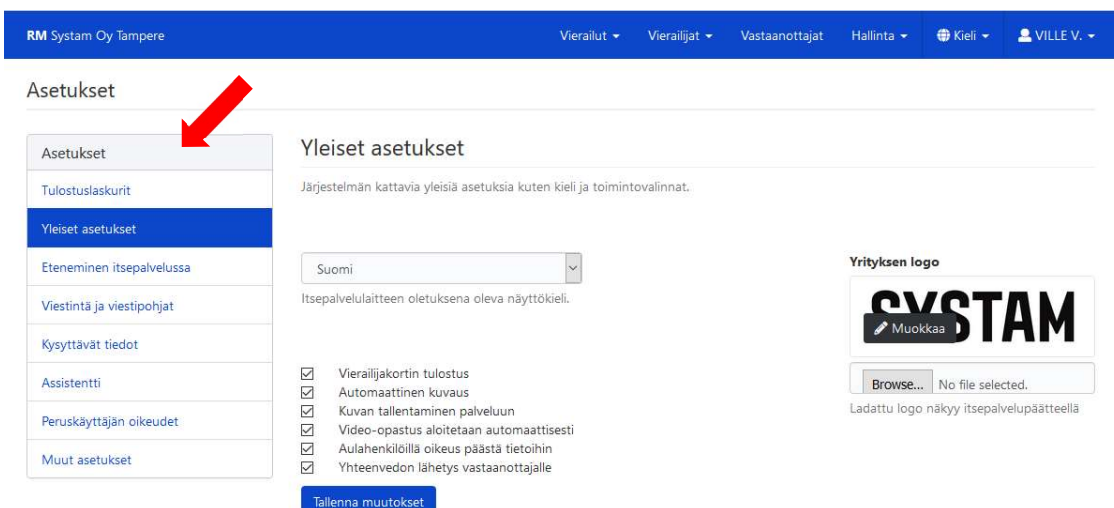 RM Systam Oy Tampere
Vierailut
Vierailijat
Vastaanottajat
Hallinta
Kieli
VILLE V.
Asetukset
Asetukset
Tulostuslaskurit
Yleiset asetukset
Eteneminen itsepalvelussa
Viestintä ja viestipohjat
Kysyttävät tiedot
Assistentti
Peruskäyttäjän oikeudet
Muut asetukset
Yleiset asetukset
Järjestelmän kattavia yleisiä asetuksia kuten kieli ja toimintovalinnat.
Suomi
Itsepalvelulaitteen oletuksena oleva näyttökieli.
Vierailijakortin tulostus
Automaattinen kuvaus
Kuvan tallentaminen palveluun
Video-opastus aloitetaan automaattisesti
Aulahenkilöillä oikeus päästä tietoihin
Yhteenvedon lähetys vastaanottajalle
Tallenna muutokset
Yrityksen logo
SYSTAM
Muokkaa
Browse... No file selected.
Ladattu logo näkyy itsepalvelupäätteellä